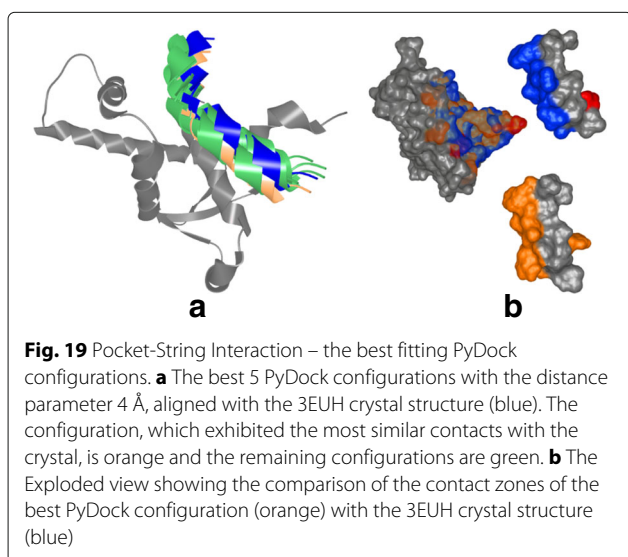 a b
Fig. 19 Pocket-String Interaction – the best fitting PyDock
configurations. a The best 5 PyDock configurations with the distance
parameter 4 Å, aligned with the 3EUH crystal structure (blue). The
configuration, which exhibited the most similar contacts with the
crystal, is orange and the remaining configurations are green. b The
Exploded view showing the comparison of the contact zones of the
best PyDock configuration (orange) with the 3EUH crystal structure
(blue)